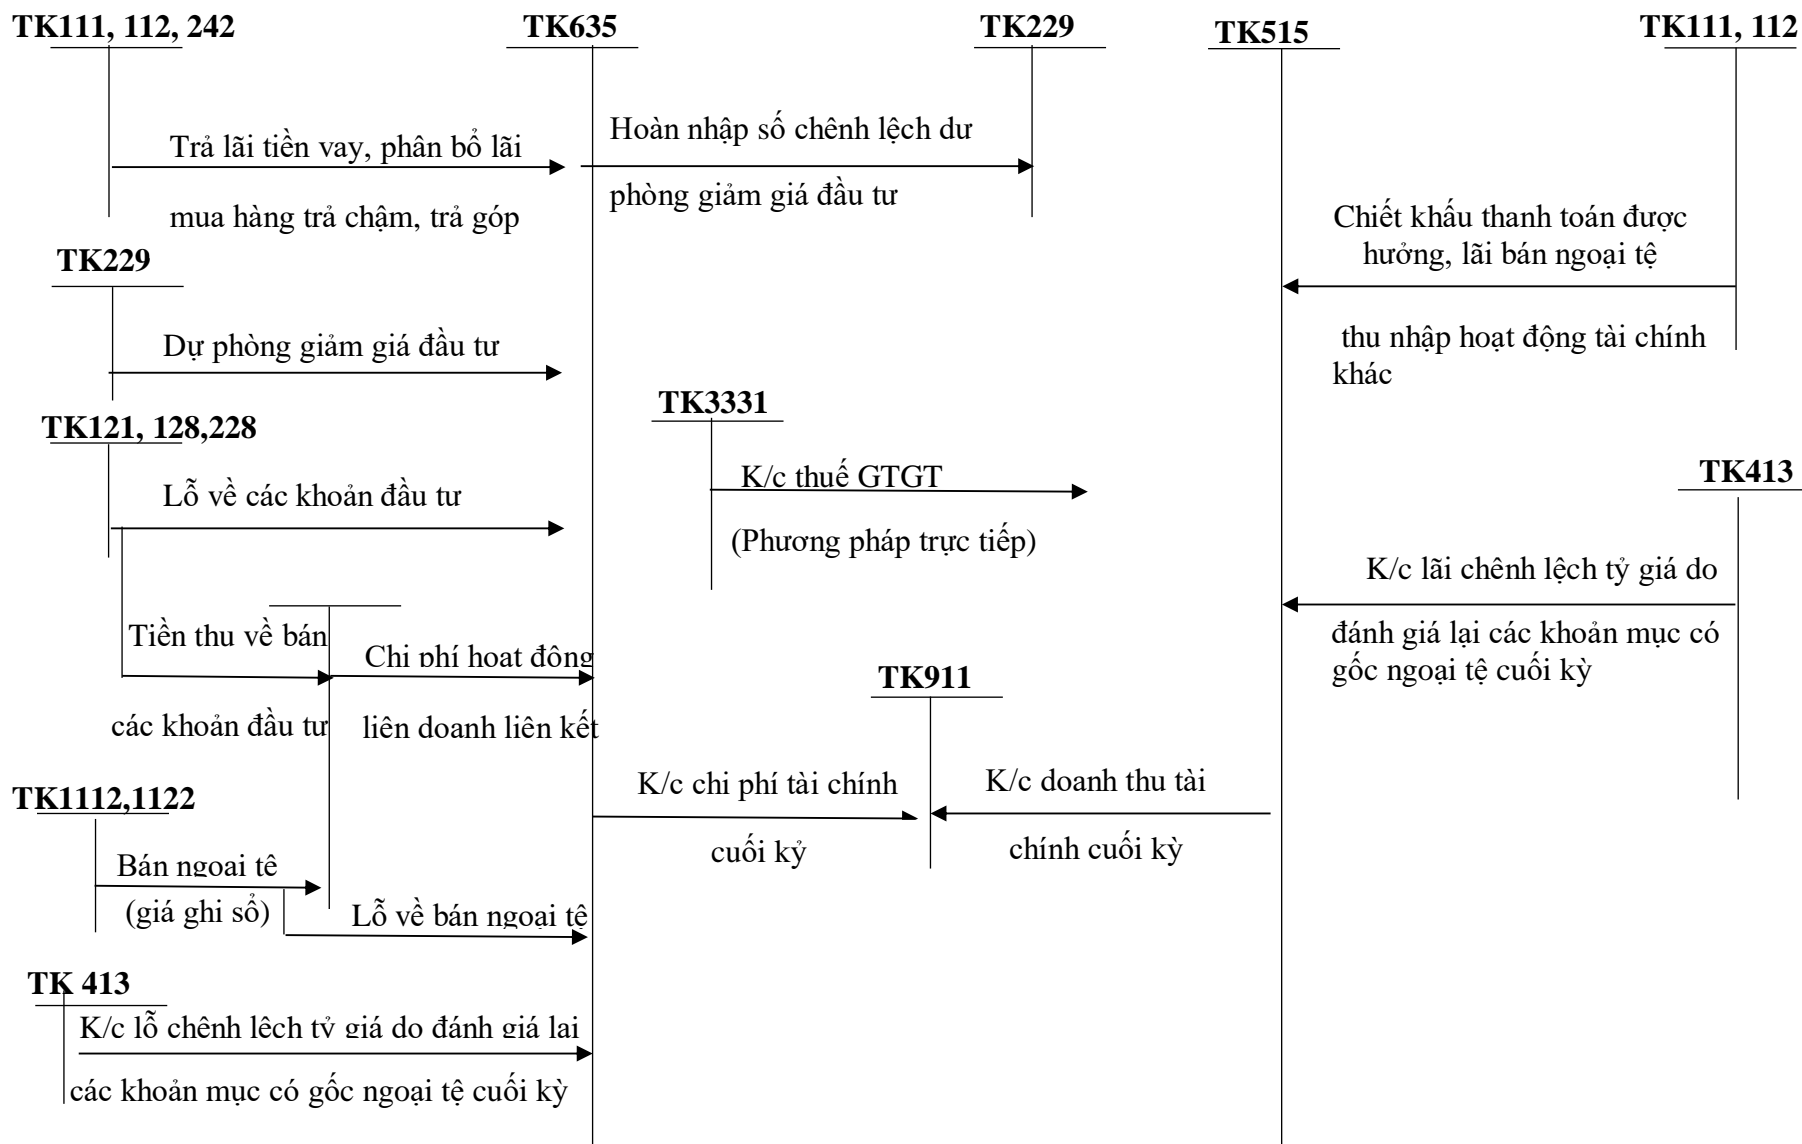 TK111, 112, 242
TK635
TK229
TK515
TK111, 112
Trả lãi tiền vay, phân bổ lãi
mua hàng trả chậm, trả góp
Hoàn nhập số chênh lệch dư
phòng giảm giá đầu tư
Chiết khấu thanh toán được
hưởng, lãi bán ngoại tệ
thu nhập hoạt động tài chính
khác
TK229
Dự phòng giảm giá đầu tư
TK121, 128,228
Lỗ về các khoản đầu tư
TK3331
K/c thuế GTGT
(Phương pháp trực tiếp)
TK413
K/c lãi chênh lệch tỷ giá do
đánh giá lại các khoản mục có
gốc ngoại tệ cuối kỳ
Tiền thu về bán
các khoản đầu tư
Chi phí hoạt động
liên doanh liên kết
TK911
K/c chi phí tài chính
cuối kỷ
K/c doanh thu tài
chính cuối kỳ
TK1112,1122
Bán ngoại tệ
(giá ghi sổ)
Lỗ về bán ngoại tệ
TK 413
K/c lỗ chênh lệch tỷ giá do đánh giá lại
các khoản mục có gốc ngoại tệ cuối kỳ